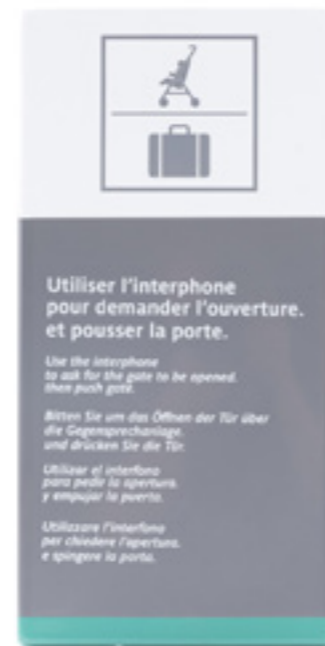 Utiliser l'interphone
pour demander l'ouverture.
et pousser la porte.
Use the interphone
to ask for the gate to be opened.
then push gate.
Bitten Sie um das Öffnen der Tür über
die Gegensprechanlage.
und drücken Sie die Tür.
Utilizar el interfono
para pedir la apertura.
y empujar la puerta.
Utilizzare l'interfono
per chiedere l'apertura.
e spingere la porta.